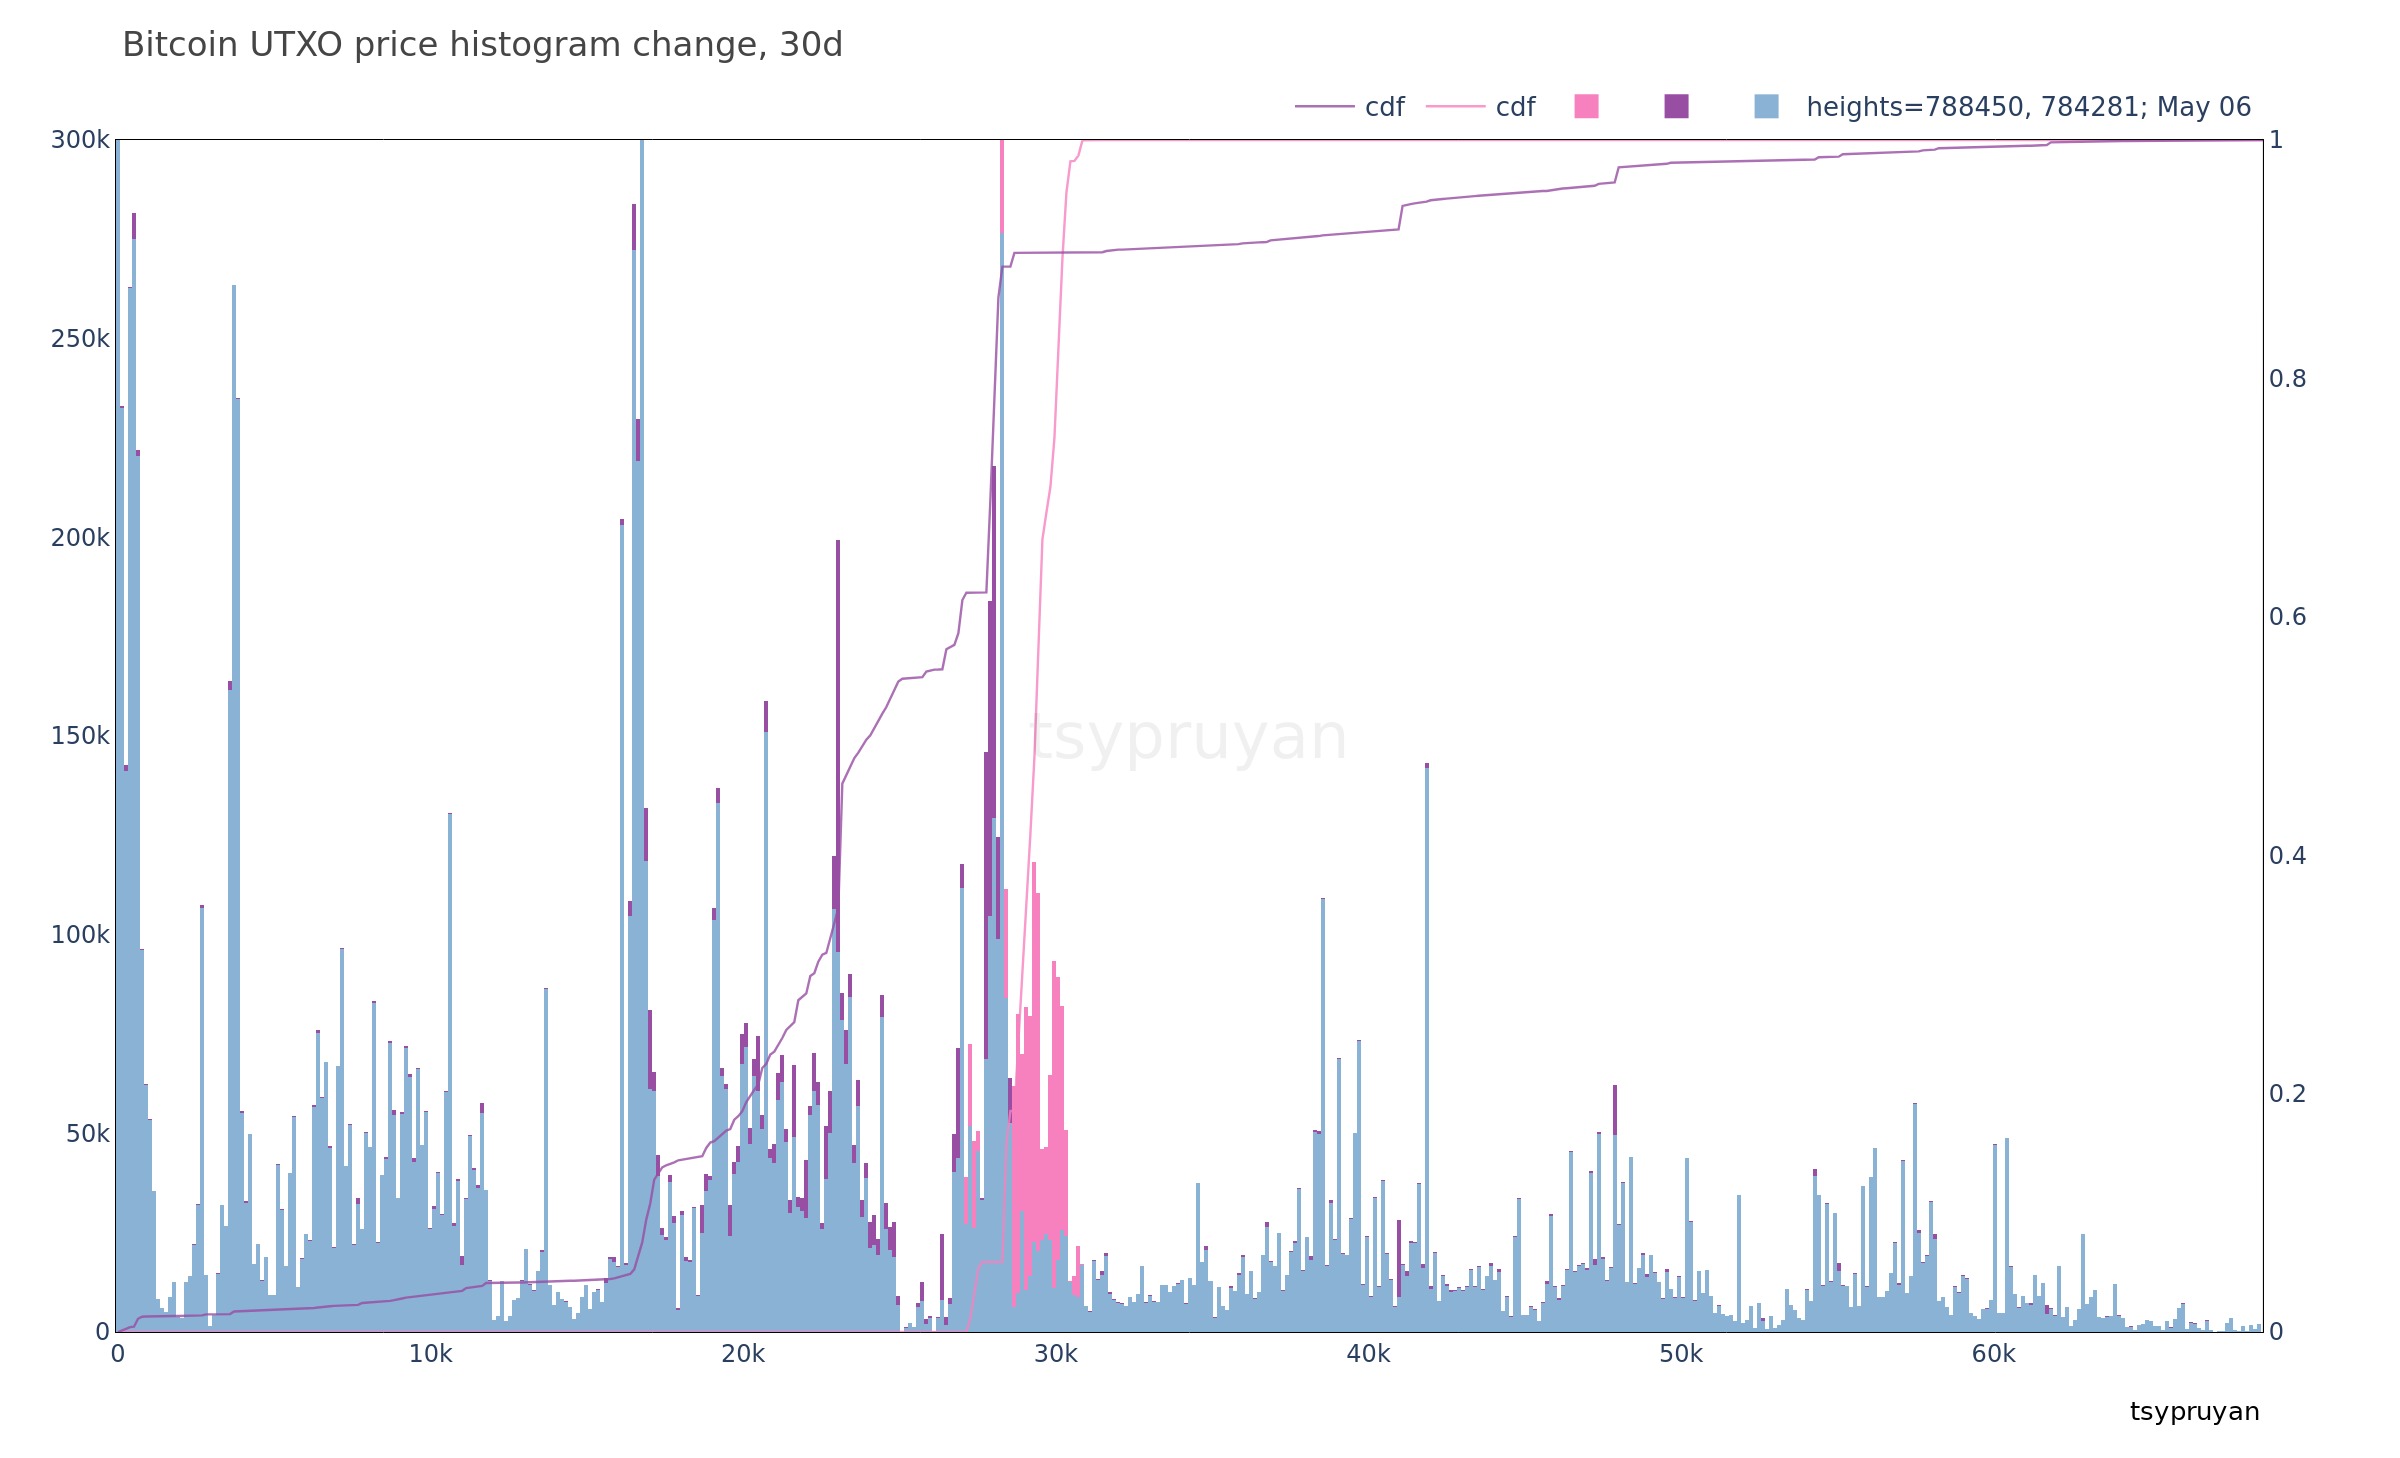 Bitcoin UTXO price histogram change, 30d
cdf cdf heights=788450, 784281; May 06
300k
250k
200k
150k
100k
50k
0
1
0.8
0.6
0.4
0.2
0
tsypruyan
0 10k 20k 30k 40k 50k 60k
tsypruyan